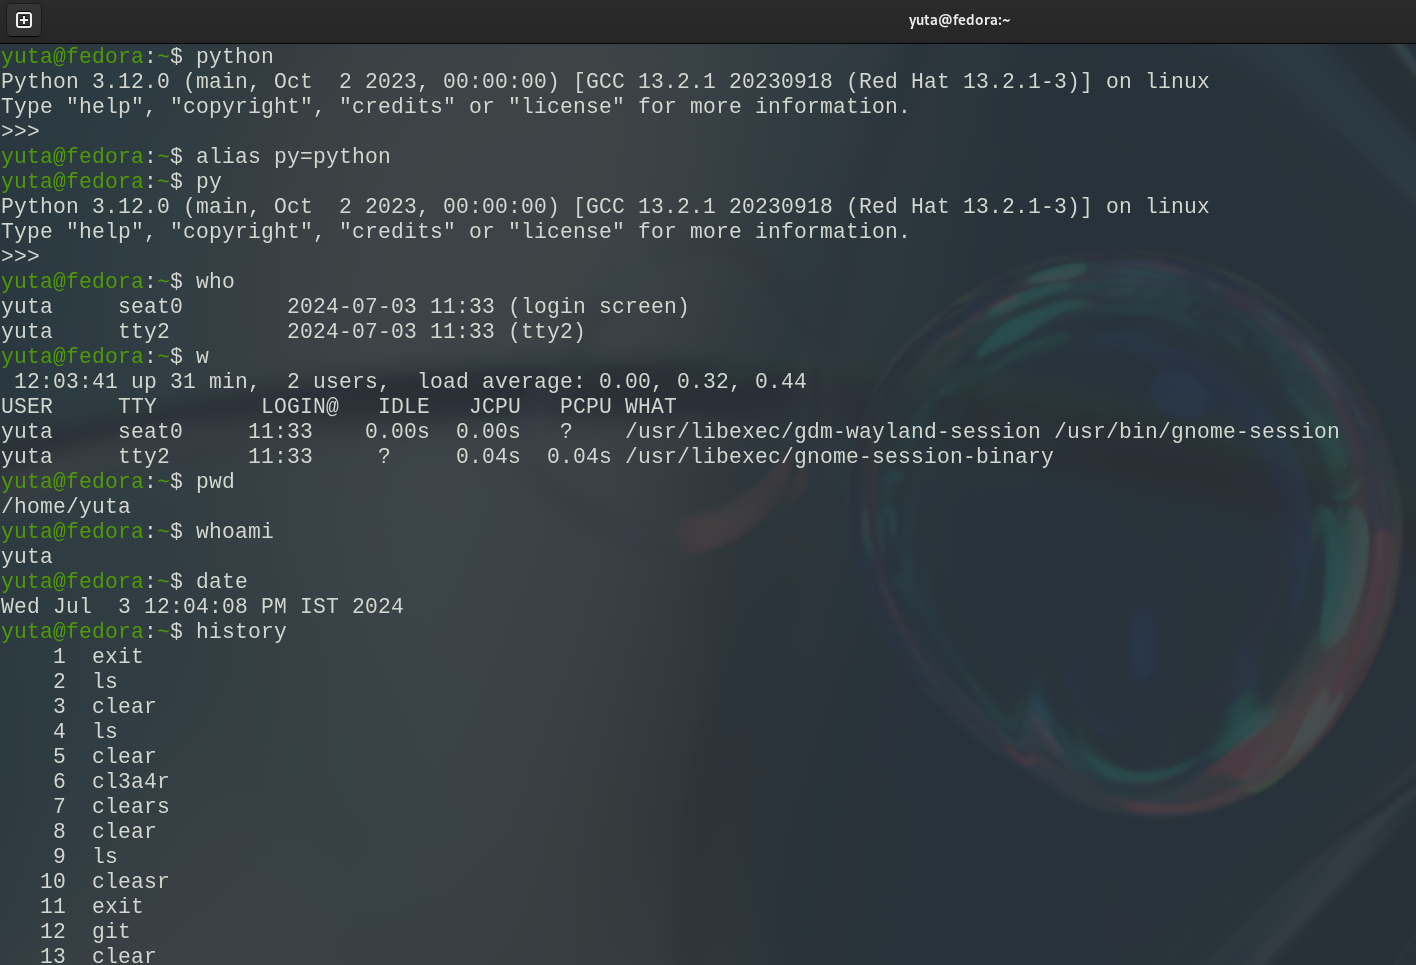 yuta@fedora:~
yuta@fedora:~$ python
Python 3.12.0 (main, Oct  2 2023, 00:00:00) [GCC 13.2.1 20230918 (Red Hat 13.2.1-3)] on linux
Type "help", "copyright", "credits" or "license" for more information.
>>>
yuta@fedora:~$ alias py=python
yuta@fedora:~$ py
Python 3.12.0 (main, Oct  2 2023, 00:00:00) [GCC 13.2.1 20230918 (Red Hat 13.2.1-3)] on linux
Type "help", "copyright", "credits" or "license" for more information.
>>>
yuta@fedora:~$ who
yuta     seat0        2024-07-03 11:33 (login screen)
yuta     tty2         2024-07-03 11:33 (tty2)
yuta@fedora:~$ w
 12:03:41 up 31 min,  2 users,  load average: 0.00, 0.32, 0.44
USER     TTY        LOGIN@   IDLE   JCPU   PCPU WHAT
yuta     seat0     11:33    0.00s  0.00s   ?    /usr/libexec/gdm-wayland-session /usr/bin/gnome-session
yuta     tty2      11:33     ?     0.04s  0.04s /usr/libexec/gnome-session-binary
yuta@fedora:~$ pwd
/home/yuta
yuta@fedora:~$ whoami
yuta
yuta@fedora:~$ date
Wed Jul  3 12:04:08 PM IST 2024
yuta@fedora:~$ history
    1  exit
    2  ls
    3  clear
    4  ls
    5  clear
    6  cl3a4r
    7  clears
    8  clear
    9  ls
   10  cleasr
   11  exit
   12  git
   13  clear